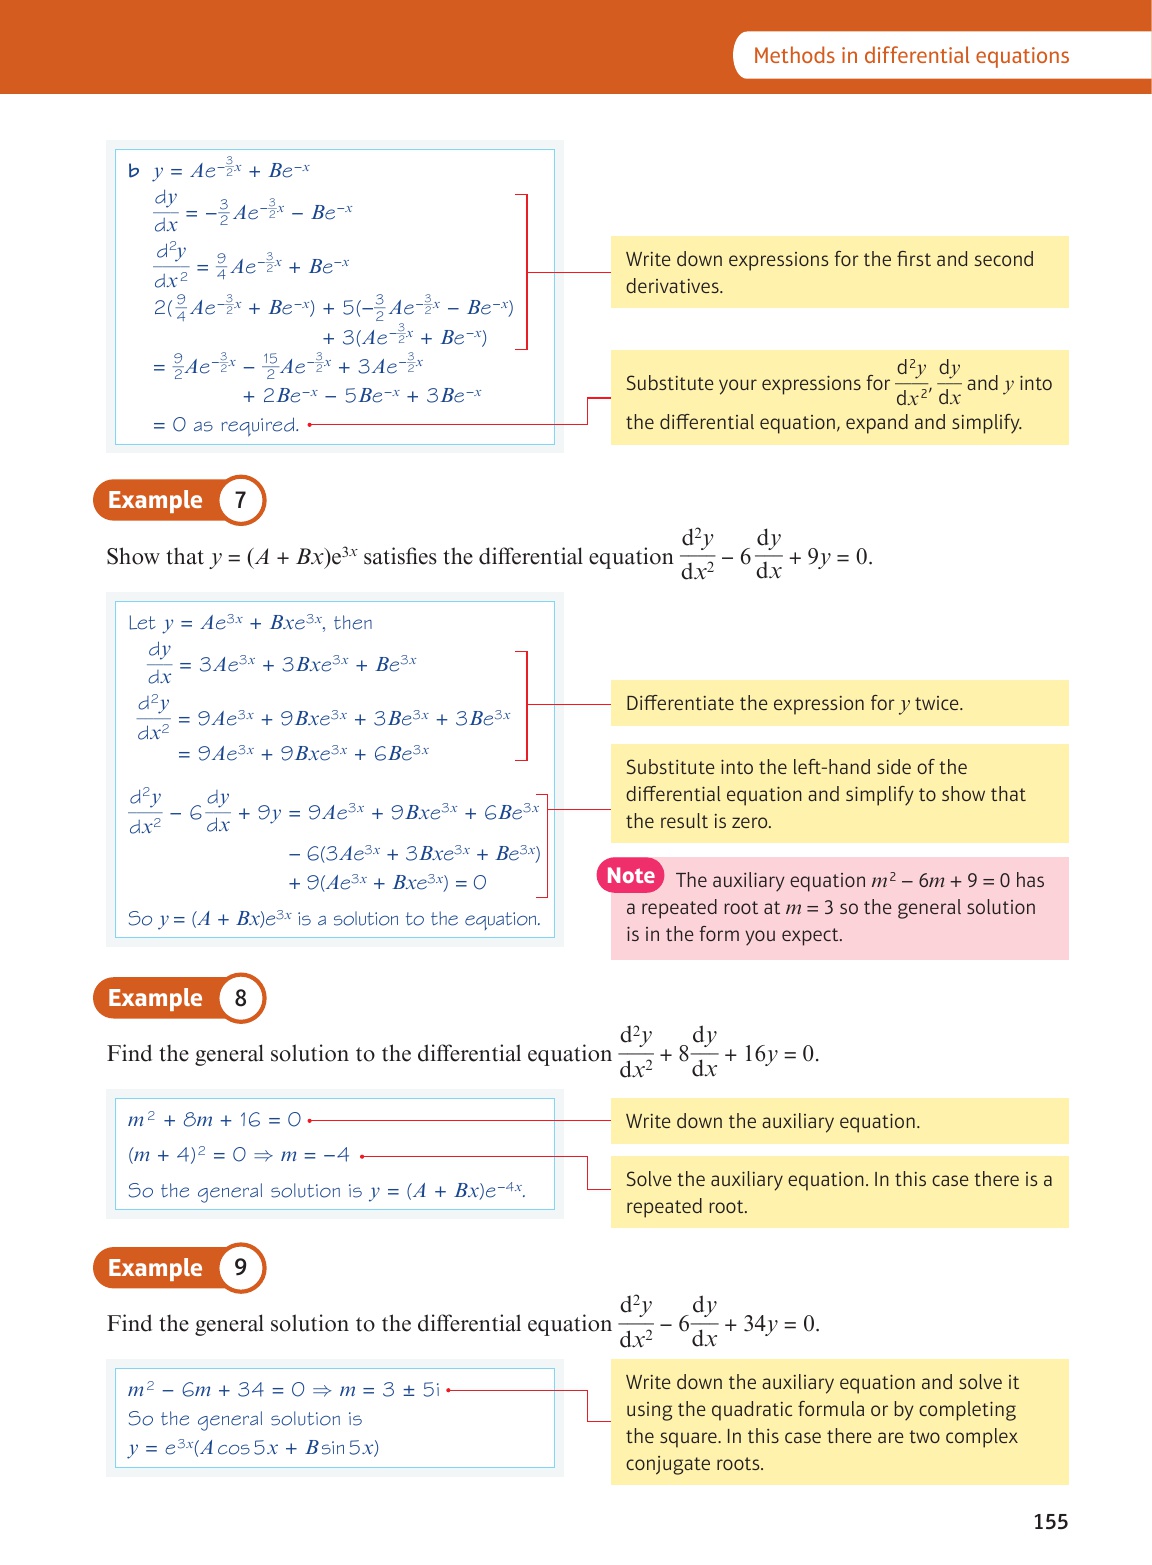 Methods in differential equations
b y = Ae^{-\frac{3}{2}x} + Be^{-x}
\frac{dy}{dx} = -\frac{3}{2}Ae^{-\frac{3}{2}x} − Be^{-x}
\frac{d^2y}{dx^2} = \frac{9}{4}Ae^{-\frac{3}{2}x} + Be^{-x}
2(\frac{9}{4}Ae^{-\frac{3}{2}x} + Be^{-x}) + 5(-\frac{3}{2}Ae^{-\frac{3}{2}x} − Be^{-x})
+ 3(Ae^{-\frac{3}{2}x} + Be^{-x})
= \frac{9}{2}Ae^{-\frac{3}{2}x} − \frac{15}{2}Ae^{-\frac{3}{2}x} + 3Ae^{-\frac{3}{2}x}
+ 2Be^{-x} − 5Be^{-x} + 3Be^{-x}
= 0 as required.
Write down expressions for the first and second
derivatives.
Substitute your expressions for \frac{d^2y}{dx^2}, \frac{dy}{dx} and y into
the differential equation, expand and simplify.
Example 7
Show that y = (A + Bx)e^{3x} satisfies the differential equation \frac{d^2y}{dx^2} − 6\frac{dy}{dx} + 9y = 0.
Let y = Ae^{3x} + Bxe^{3x}, then
\frac{dy}{dx} = 3Ae^{3x} + 3Bxe^{3x} + Be^{3x}
\frac{d^2y}{dx^2} = 9Ae^{3x} + 9Bxe^{3x} + 3Be^{3x} + 3Be^{3x}
= 9Ae^{3x} + 9Bxe^{3x} + 6Be^{3x}
\frac{d^2y}{dx^2} − 6\frac{dy}{dx} + 9y = 9Ae^{3x} + 9Bxe^{3x} + 6Be^{3x}
− 6(3Ae^{3x} + 3Bxe^{3x} + Be^{3x})
+ 9(Ae^{3x} + Bxe^{3x}) = 0
So y = (A + Bx)e^{3x} is a solution to the equation.
Differentiate the expression for y twice.
Substitute into the left-hand side of the
differential equation and simplify to show that
the result is zero.
Note The auxiliary equation m² − 6m + 9 = 0 has
a repeated root at m = 3 so the general solution
is in the form you expect.
Example 8
Find the general solution to the differential equation \frac{d^2y}{dx^2} + 8\frac{dy}{dx} + 16y = 0.
m² + 8m + 16 = 0
(m + 4)² = 0 ⇒ m = −4
So the general solution is y = (A + Bx)e^{-4x}.
Write down the auxiliary equation.
Solve the auxiliary equation. In this case there is a
repeated root.
Example 9
Find the general solution to the differential equation \frac{d^2y}{dx^2} − 6\frac{dy}{dx} + 34y = 0.
m² − 6m + 34 = 0 ⇒ m = 3 ± 5i
So the general solution is
y = e^{3x}(A cos 5x + B sin 5x)
Write down the auxiliary equation and solve it
using the quadratic formula or by completing
the square. In this case there are two complex
conjugate roots.
155